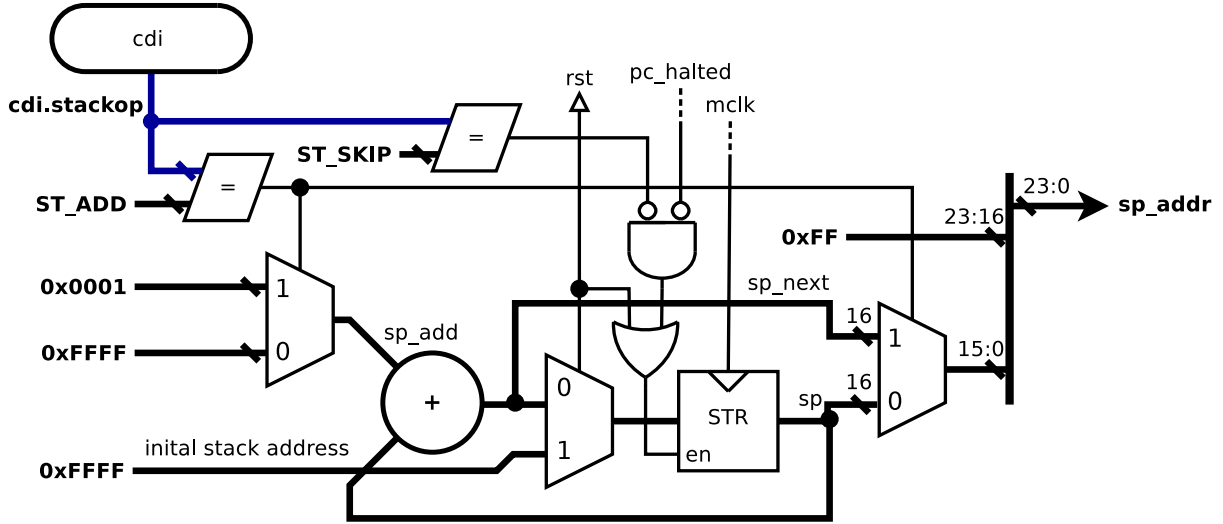 cdi
rst
pc_halted
cdi.stackop
mclk
=
ST_SKIP
=
ST_ADD
23:0
sp_addr
23:16
0xFF
0x0001
1
sp_next
16
1
15:0
0xFFFF
0
sp_add
0
16
sp
0
+
STR
inital stack address
1
en
0xFFFF